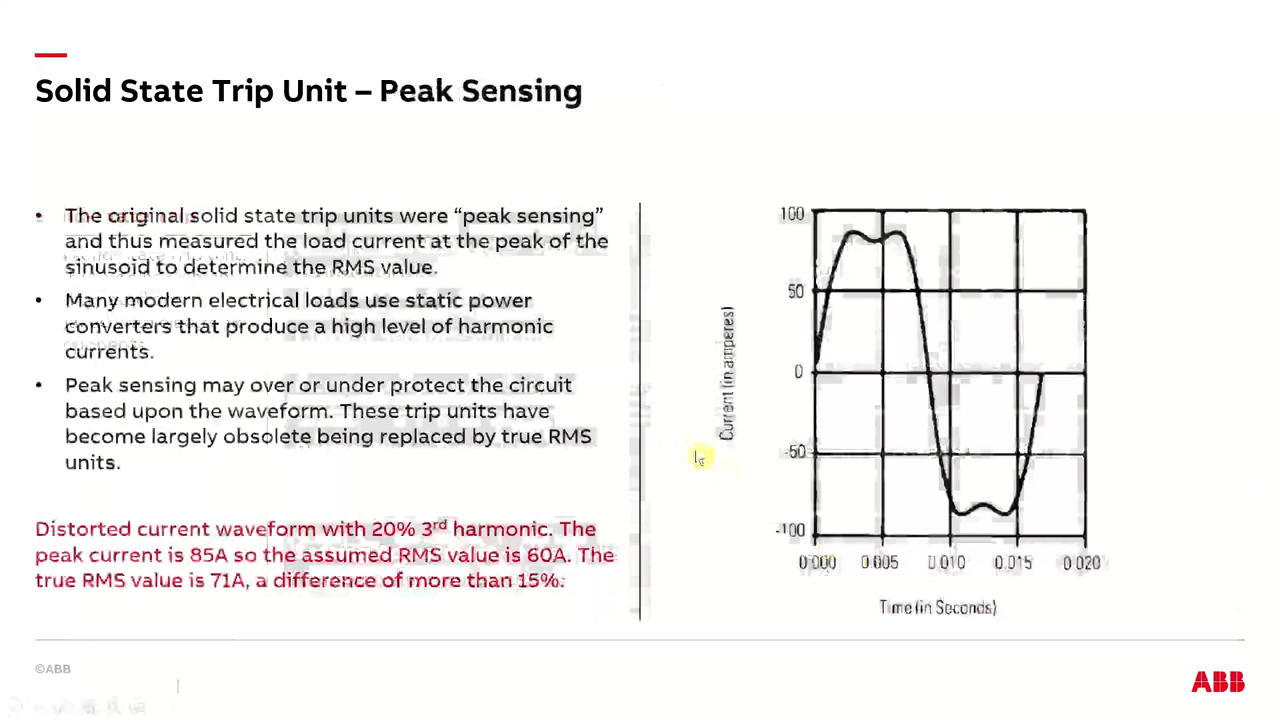 Solid State Trip Unit – Peak Sensing
• The original solid state trip units were “peak sensing”
and thus measured the load current at the peak of the
sinusoid to determine the RMS value.
• Many modern electrical loads use static power
converters that produce a high level of harmonic
currents.
• Peak sensing may over or under protect the circuit
based upon the waveform. These trip units have
become largely obsolete being replaced by true RMS
units.
Distorted current waveform with 20% 3rd harmonic. The
peak current is 85A so the assumed RMS value is 60A. The
true RMS value is 71A, a difference of more than 15%.
100
50
0
-50
-100
Current (in amperes)
0.000 0.005 0.010 0.015 0.020
Time (in Seconds)
©ABB
ABB